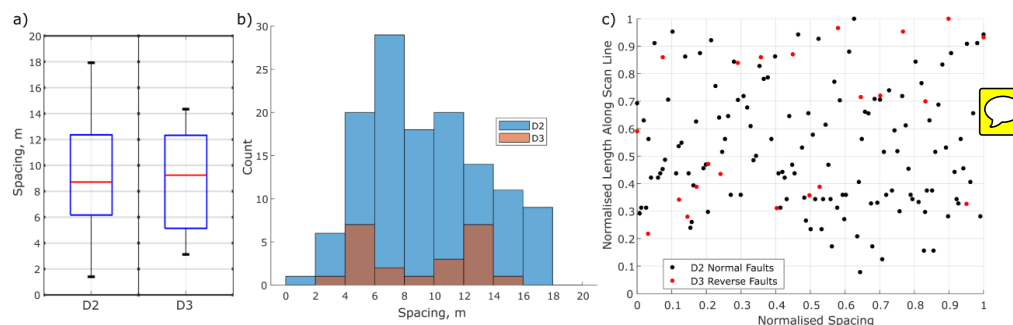 a)
Spacing, m
20
18
16
14
12
10
8
6
4
2
0
D2
D3
b)
Count
30
20
10
0
D2
D3
0 2 4 6 8 10 12 14 16 18 20
Spacing, m
c)
Normalised Length Along Scan Line
1
0.9
0.8
0.7
0.6
0.5
0.4
0.3
0.2
0.1
0
D2 Normal Faults
D3 Reverse Faults
0 0.1 0.2 0.3 0.4 0.5 0.6 0.7 0.8 0.9 1
Normalised Spacing